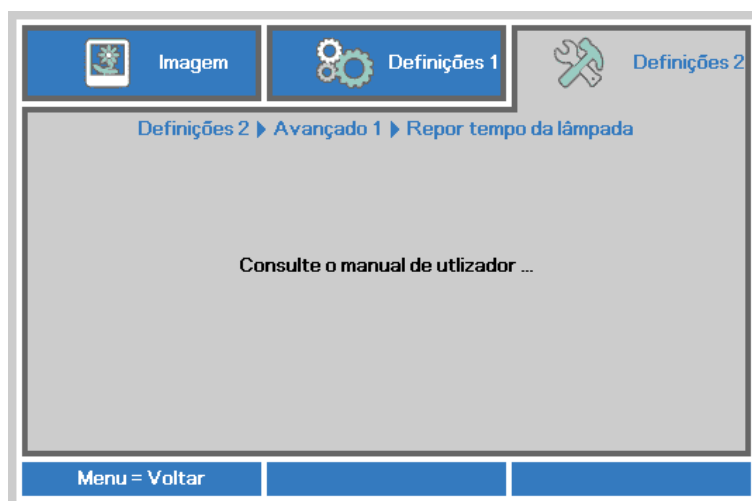 Imagem
Definições 1
Definições 2
Definições 2 ▶ Avançado 1 ▶ Repor tempo da lâmpada
Consulte o manual de utlizador ...
Menu = Voltar